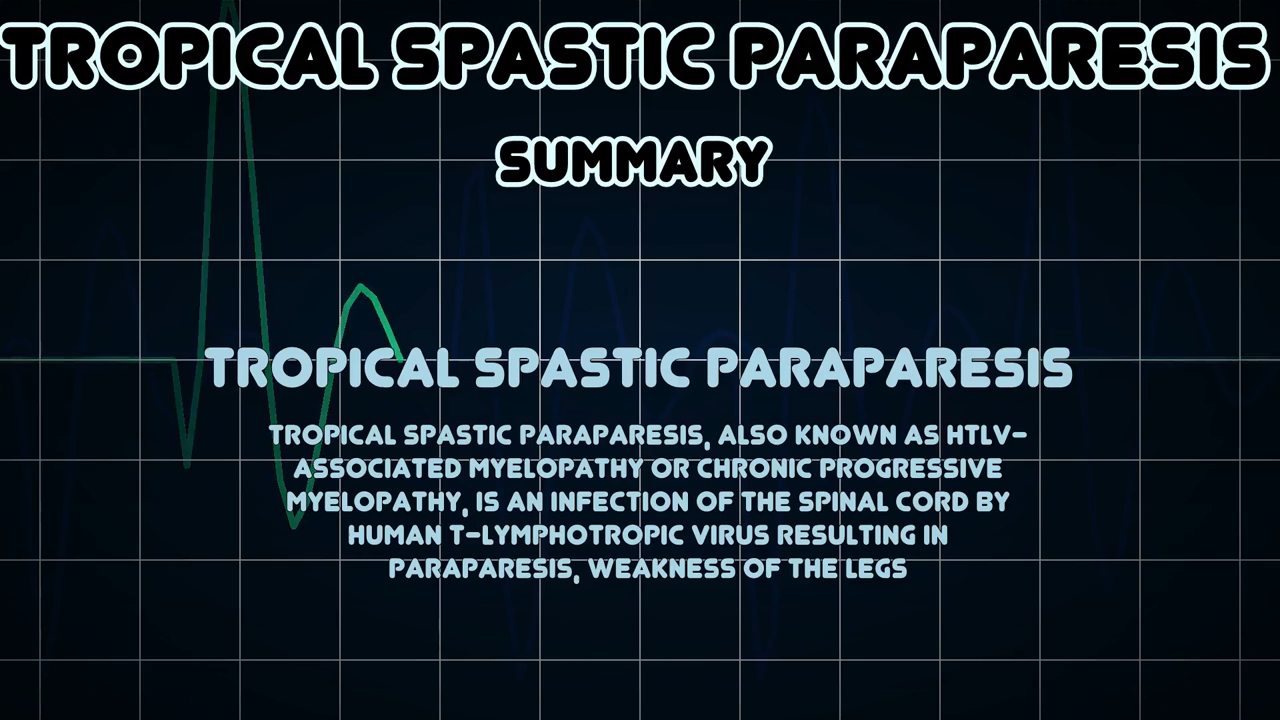 TROPICAL SPASTIC PARAPARESIS
SUMMARY
TROPICAL SPASTIC PARAPARESIS
TROPICAL SPASTIC PARAPARESIS, ALSO KNOWN AS HTLV-
ASSOCIATED MYELOPATHY OR CHRONIC PROGRESSIVE
MYELOPATHY, IS AN INFECTION OF THE SPINAL CORD BY
HUMAN T-LYMPHOTROPIC VIRUS RESULTING IN
PARAPARESIS, WEAKNESS OF THE LEGS